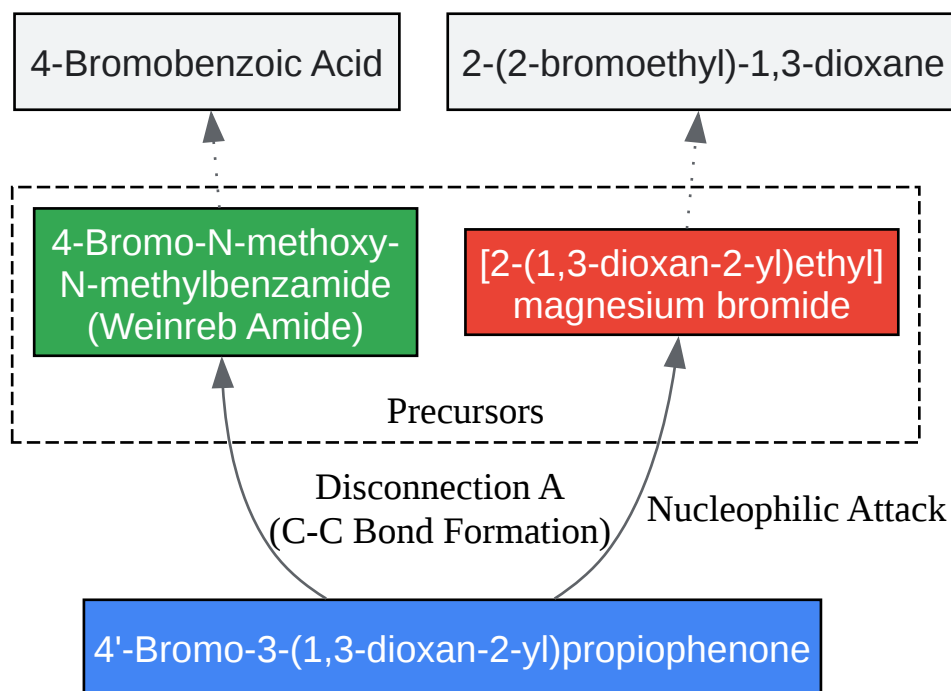 4-Bromobenzoic Acid
2-(2-bromoethyl)-1,3-dioxane
4-Bromo-N-methoxy-
N-methylbenzamide
(Weinreb Amide)
[2-(1,3-dioxan-2-yl)ethyl]
magnesium bromide
Precursors
Disconnection A
(C-C Bond Formation)
Nucleophilic Attack
4'-Bromo-3-(1,3-dioxan-2-yl)propiophenone